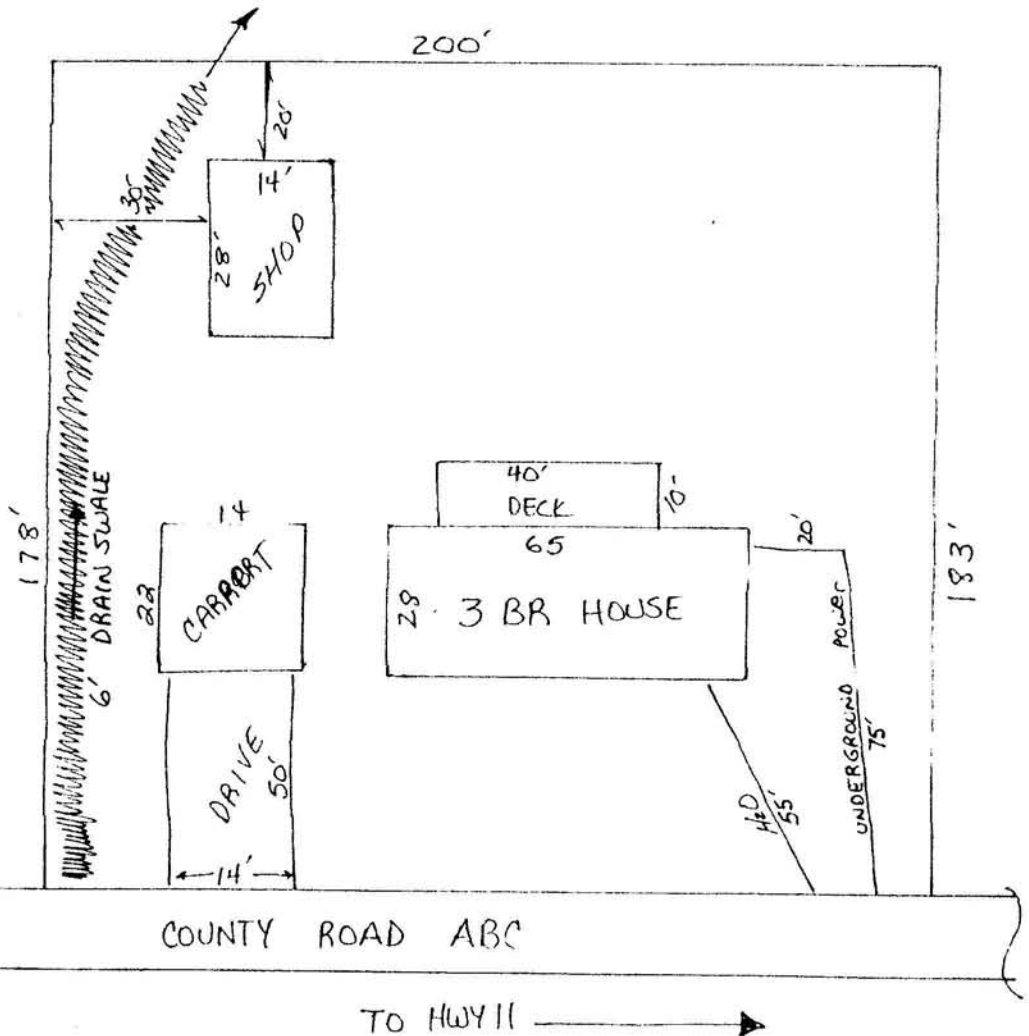 200'
20'
14'
30'
28'
SHOP
178'
6' DRAIN SWALE
14
22
CARPORT
40'
DECK
10'
65
28
3 BR HOUSE
20'
UNDERGROUND POWER
75'
183'
DRIVE
50'
14'
H2O
55'
COUNTY ROAD ABC
TO HWY 11